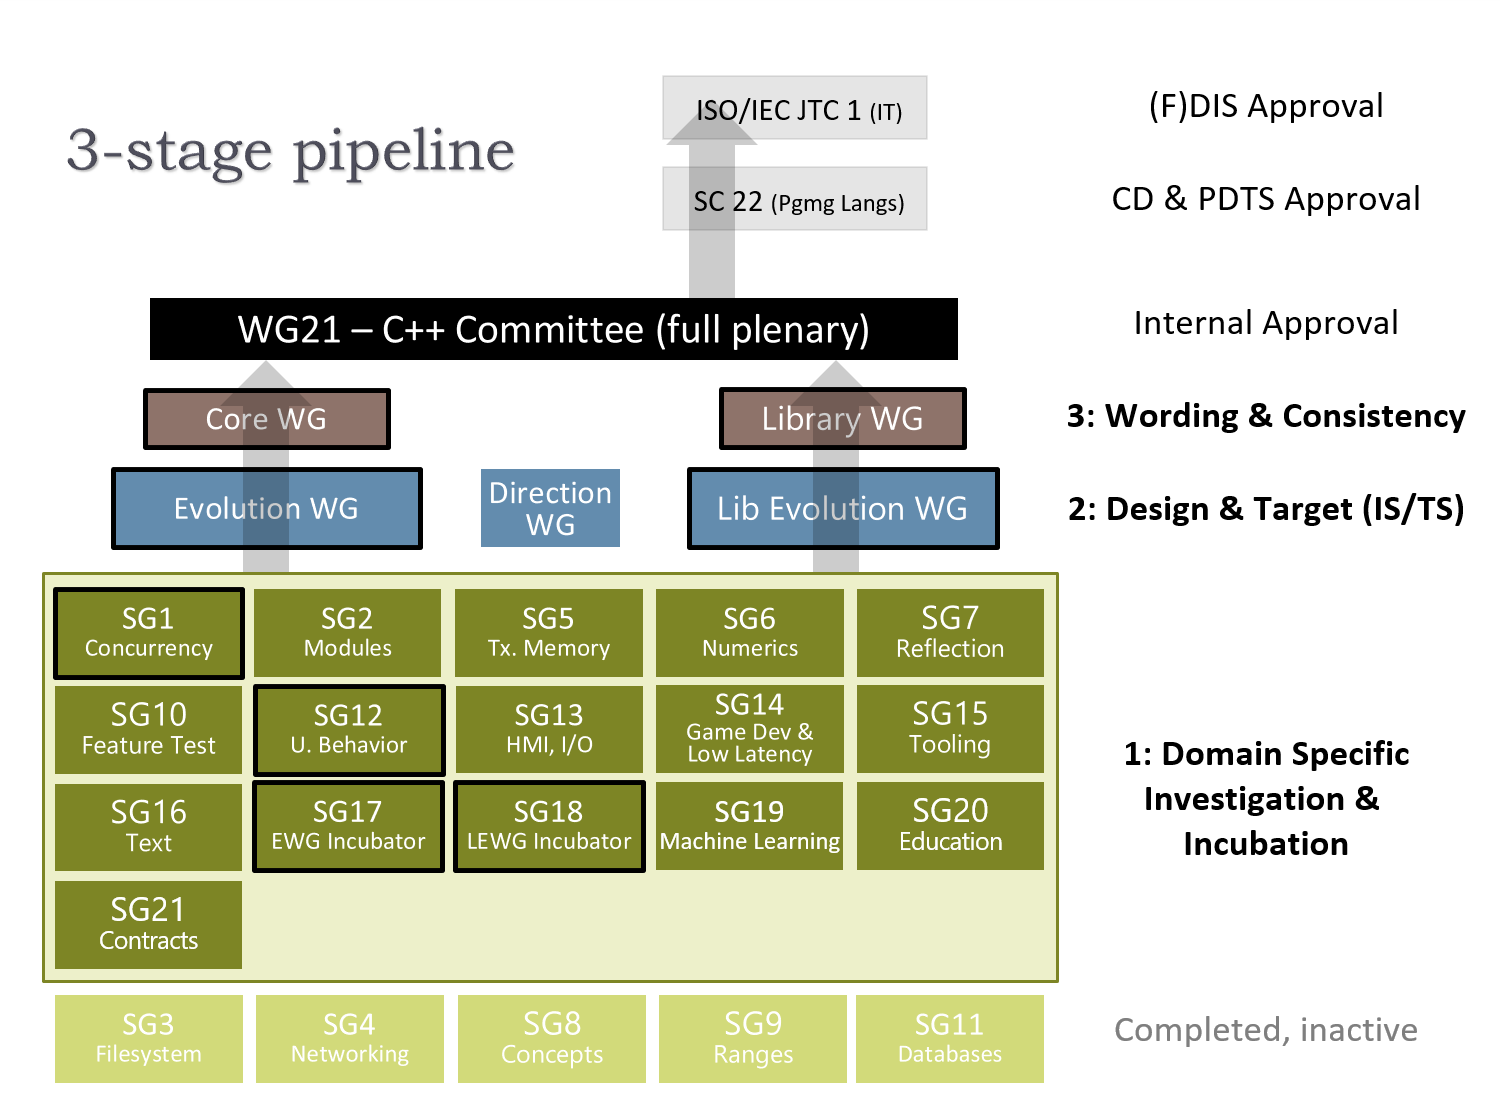 3-stage pipeline
ISO/IEC JTC 1 (IT)
(F)DIS Approval
SC 22 (Pgmg Langs)
CD & PDTS Approval
WG21 – C++ Committee (full plenary)
Internal Approval
Core WG
Library WG
3: Wording & Consistency
Evolution WG
Direction
WG
Lib Evolution WG
2: Design & Target (IS/TS)
SG1
Concurrency
SG2
Modules
SG5
Tx. Memory
SG6
Numerics
SG7
Reflection
SG10
Feature Test
SG12
U. Behavior
SG13
HMI, I/O
SG14
Game Dev &
Low Latency
SG15
Tooling
SG16
Text
SG17
EWG Incubator
SG18
LEWG Incubator
SG19
Machine Learning
SG20
Education
SG21
Contracts
1: Domain Specific
Investigation &
Incubation
SG3
Filesystem
SG4
Networking
SG8
Concepts
SG9
Ranges
SG11
Databases
Completed, inactive